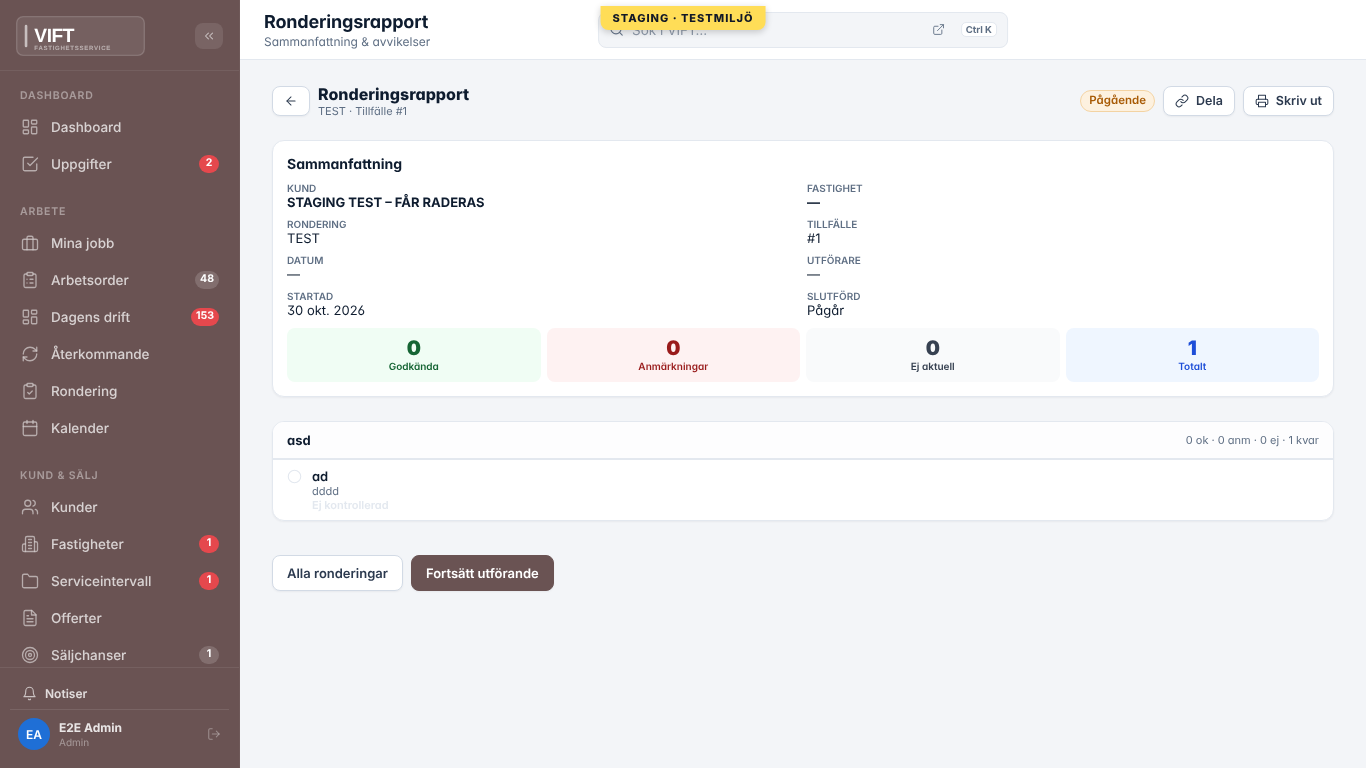 VIFT
FASTIGHETSSERVICE
DASHBOARD
Dashboard
Uppgifter 2
ARBETE
Mina jobb
Arbetsorder 48
Dagens drift 153
Återkommande
Rondering
Kalender
KUND & SÄLJ
Kunder
Fastigheter 1
Serviceintervall 1
Offerter
Säljchanser 1
Notiser
EA E2E Admin
Admin
Ronderingsrapport
Sammanfattning & avvikelser
STAGING · TESTMILJÖ
Sök i VIFT... Ctrl K
Ronderingsrapport
TEST · Tillfälle #1
Pågående Dela Skriv ut
Sammanfattning
KUND
STAGING TEST – FÅR RADERAS
FASTIGHET
—
RONDERING
TEST
TILLFÄLLE
#1
DATUM
—
UTFÖRARE
—
STARTAD
30 okt. 2026
SLUTFÖRD
Pågår
0
Godkända
0
Anmärkningar
0
Ej aktuell
1
Totalt
asd 0 ok · 0 anm · 0 ej · 1 kvar
ad
dddd
Ej kontrollerad
Alla ronderingar Fortsätt utförande